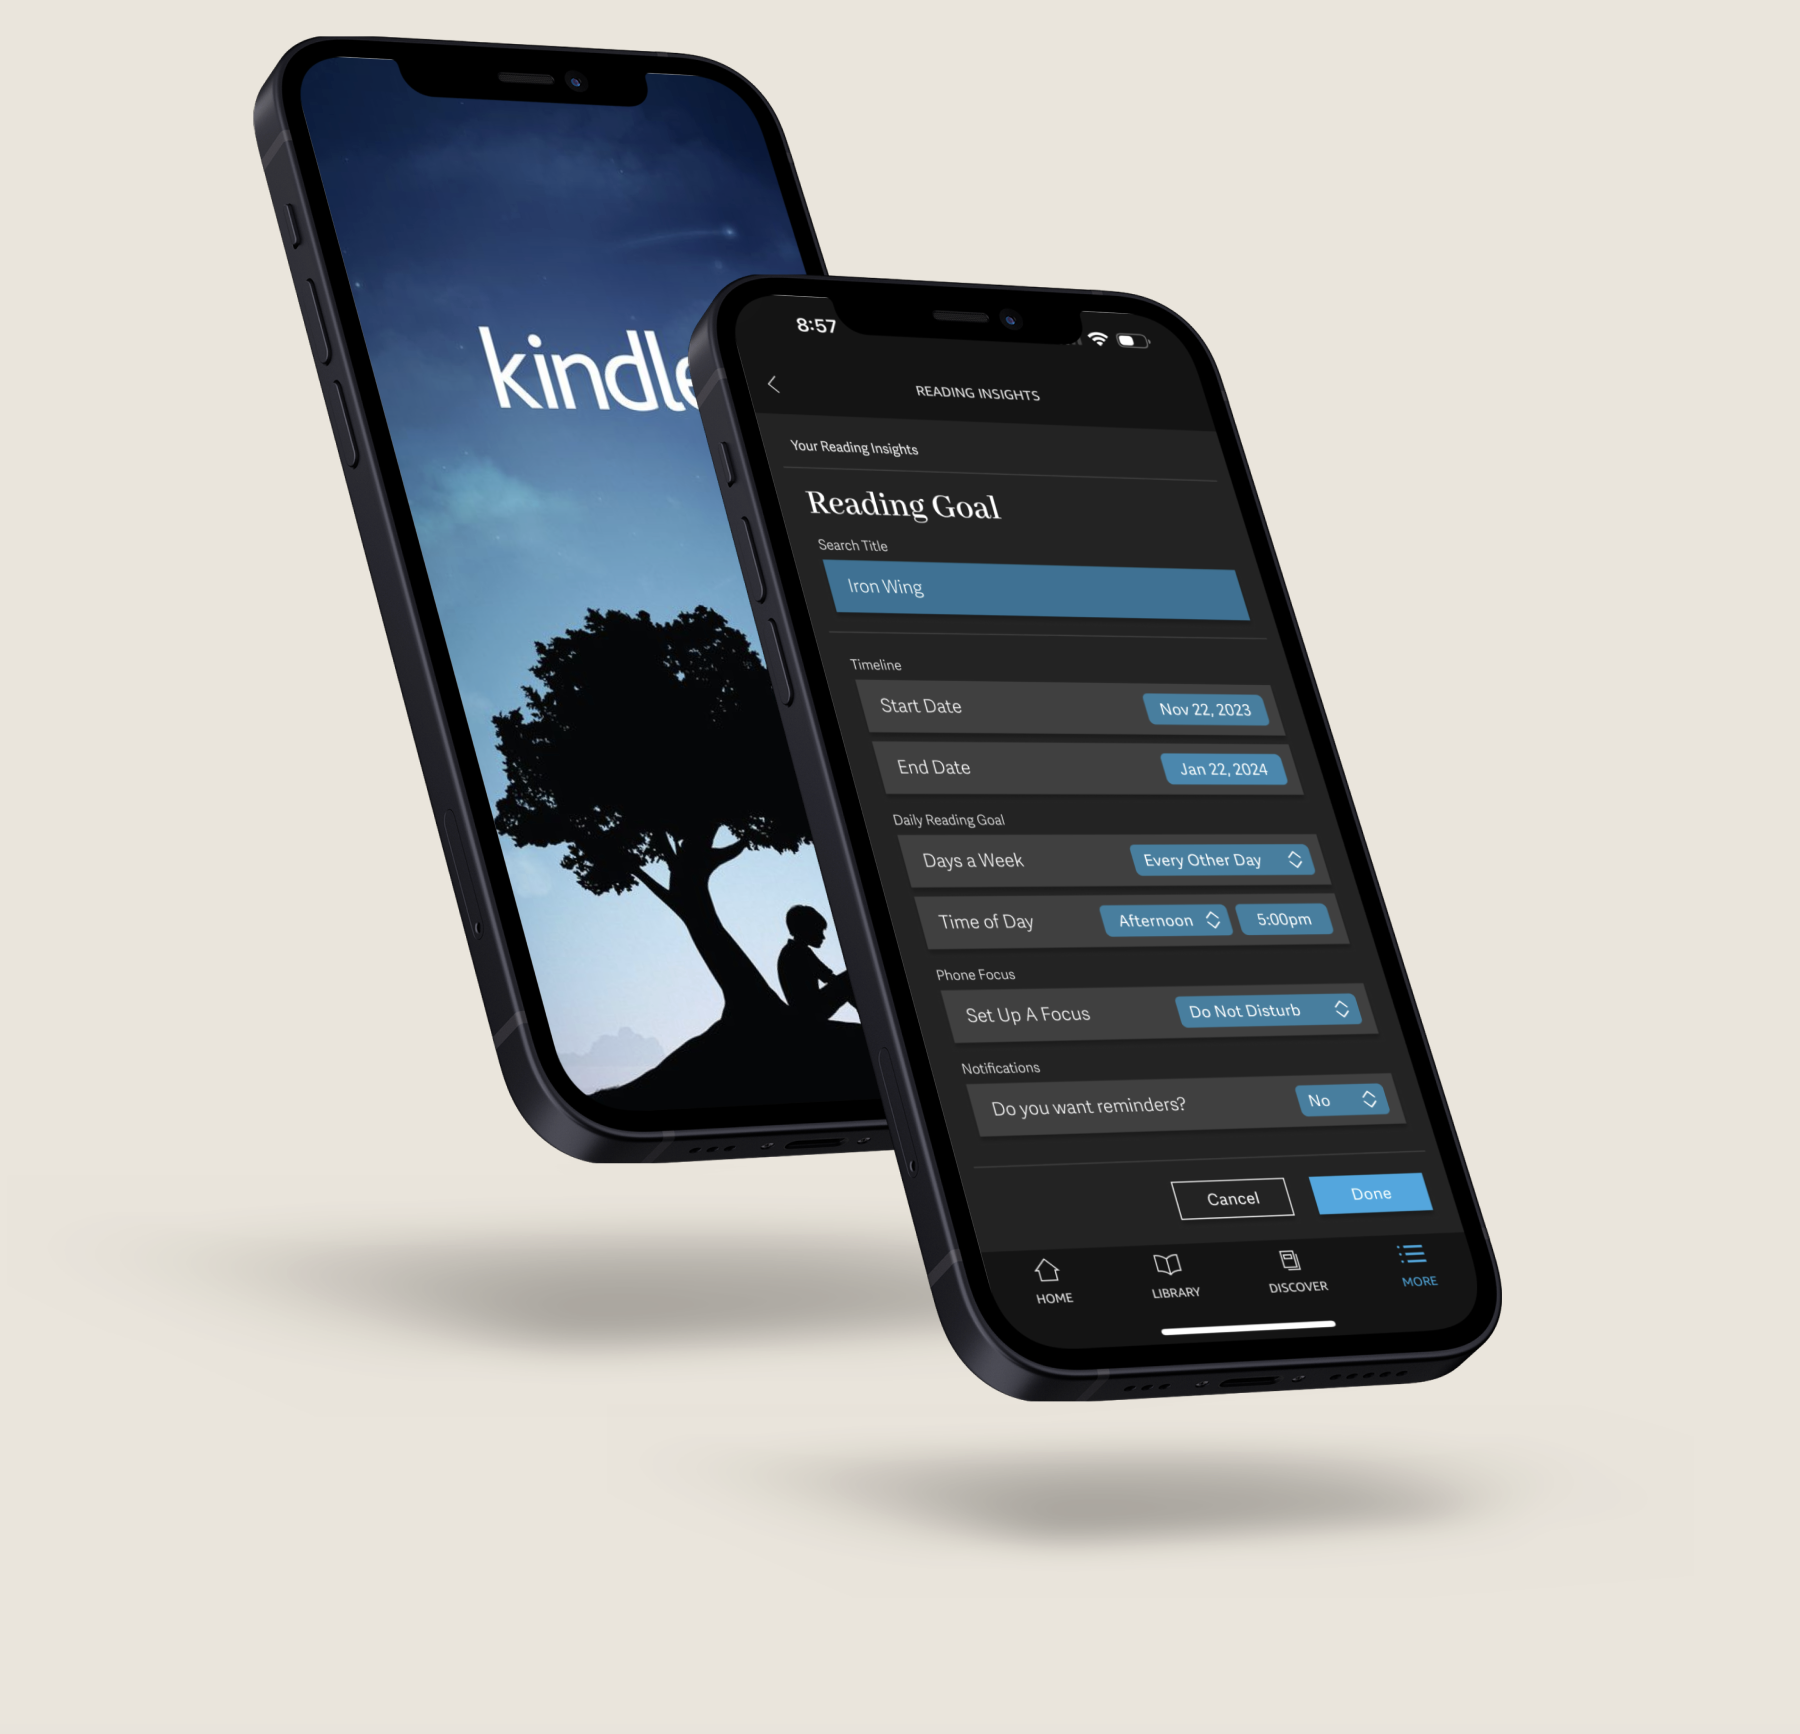 kindle
8:57
READING INSIGHTS
Your Reading Insights
Reading Goal
Search Title
Iron Wing
Timeline
Start Date Nov 22, 2023
End Date Jan 22, 2024
Daily Reading Goal
Days a Week Every Other Day
Time of Day Afternoon 5:00pm
Phone Focus
Set Up A Focus Do Not Disturb
Notifications
Do you want reminders? No
Cancel Done
HOME LIBRARY DISCOVER MORE